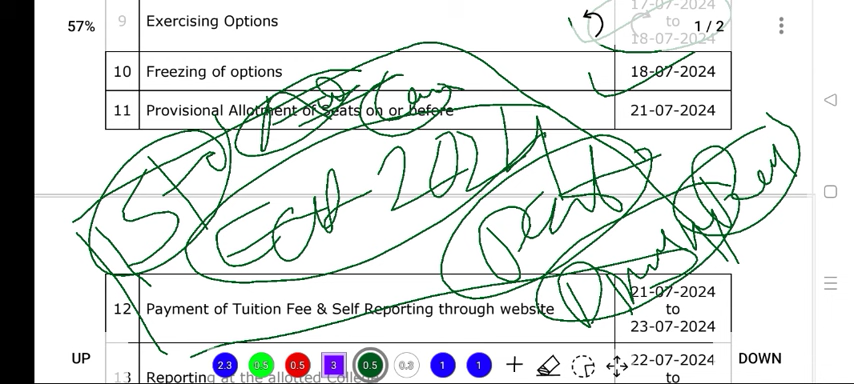 17-07-2024
57%
9 Exercising Options to 1/2
18-07-2024
10 Freezing of options 18-07-2024
11 Provisional Allotment of Seats on or before 21-07-2024
2024
21-07-2024
12 Payment of Tuition Fee & Self Reporting through website to
23-07-2024
UP 2.3 0.5 0.5 3 0.5 0.3 1 1 22-07-2024 DOWN
13 Reporting at the allotted College to